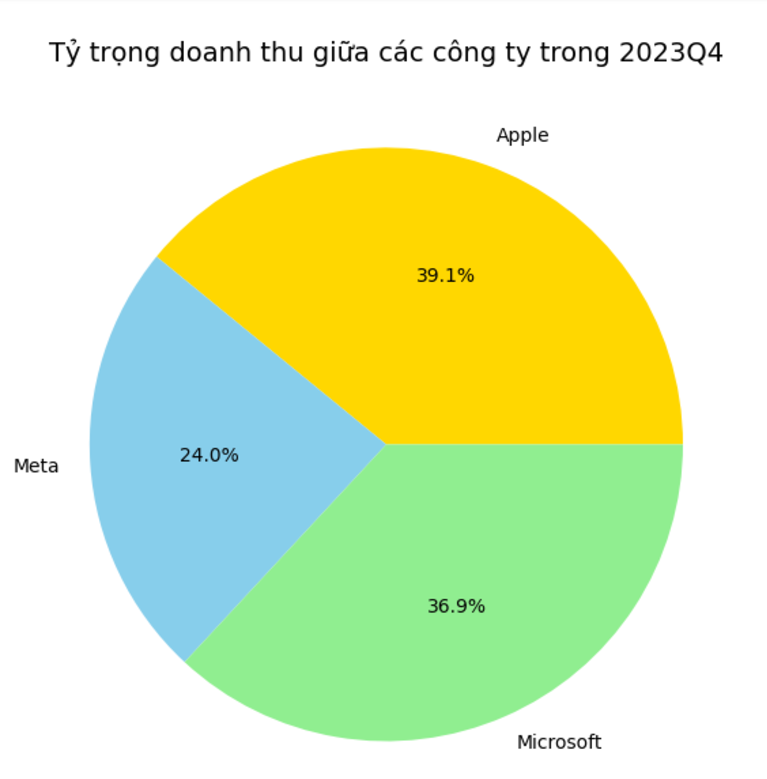 Tỷ trọng doanh thu giữa các công ty trong 2023Q4
Apple
39.1%
24.0%
Meta
36.9%
Microsoft